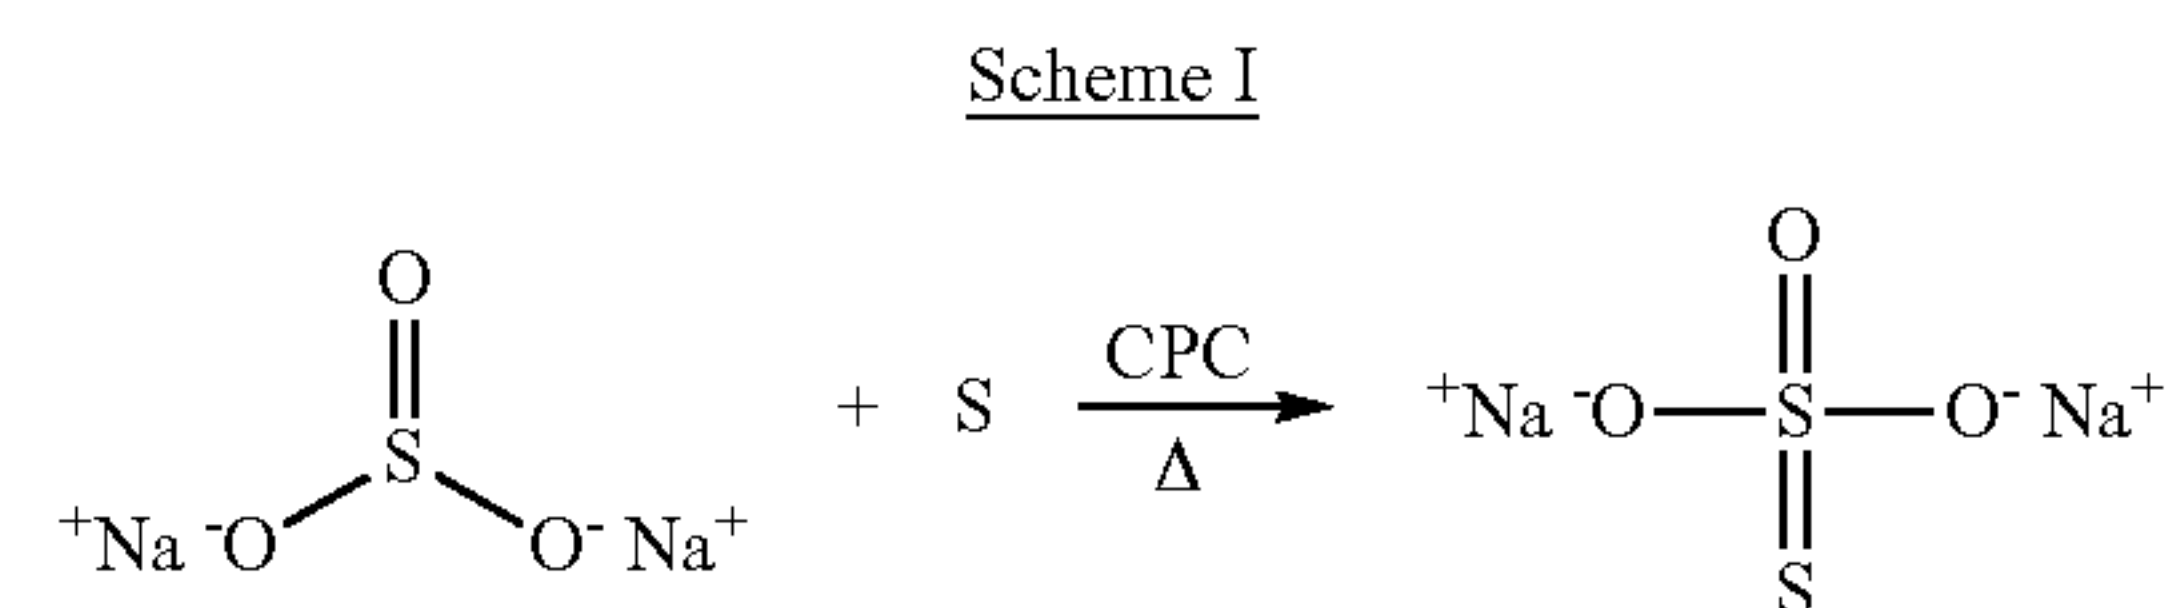 Scheme I
O
S
⁺Na ⁻O O⁻ Na⁺
+ S
CPC
Δ
O
⁺Na ⁻O S O⁻ Na⁺
S